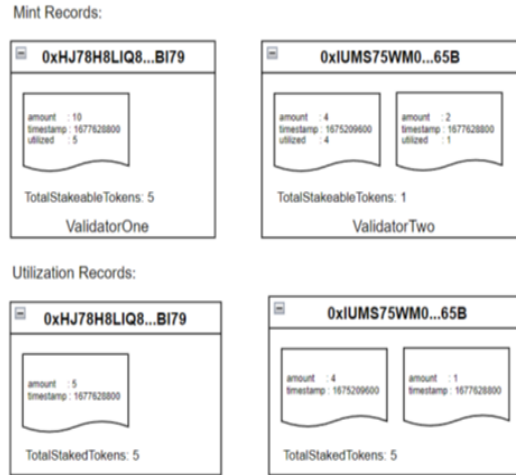 Mint Records:
0xHJ78H8LIQ8...BI79
amount : 10
timestamp : 1677628800
utilized : 5
TotalStakeableTokens: 5
ValidatorOne
0xIUMS75WM0...65B
amount : 4
timestamp : 1675209600
utilized : 4
amount : 2
timestamp : 1677628800
utilized : 1
TotalStakeableTokens: 1
ValidatorTwo
Utilization Records:
0xHJ78H8LIQ8...BI79
amount : 5
timestamp : 1677628800
TotalStakedTokens: 5
0xIUMS75WM0...65B
amount : 4
timestamp : 1675209600
amount : 1
timestamp : 1677628800
TotalStakedTokens: 5